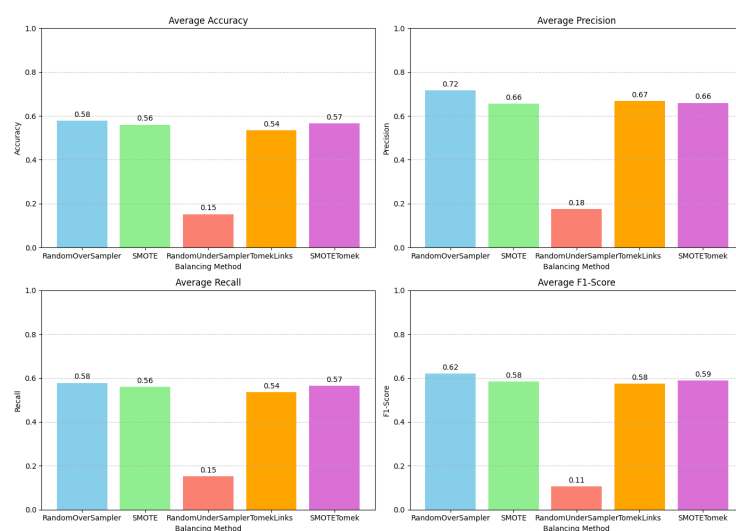 Average Accuracy
1.0
0.8
0.6
0.4
0.2
0.0
Accuracy
0.58
0.56
0.15
0.54
0.57
RandomOverSampler SMOTE RandomUnderSampler TomekLinks SMOTETomek
Balancing Method
Average Precision
1.0
0.8
0.6
0.4
0.2
0.0
Precision
0.72
0.66
0.18
0.67
0.66
RandomOverSampler SMOTE RandomUnderSampler TomekLinks SMOTETomek
Balancing Method
Average Recall
1.0
0.8
0.6
0.4
0.2
0.0
Recall
0.58
0.56
0.15
0.54
0.57
RandomOverSampler SMOTE RandomUnderSampler TomekLinks SMOTETomek
Balancing Method
Average F1-Score
1.0
0.8
0.6
0.4
0.2
0.0
F1-Score
0.62
0.58
0.11
0.58
0.59
RandomOverSampler SMOTE RandomUnderSampler TomekLinks SMOTETomek
Balancing Method